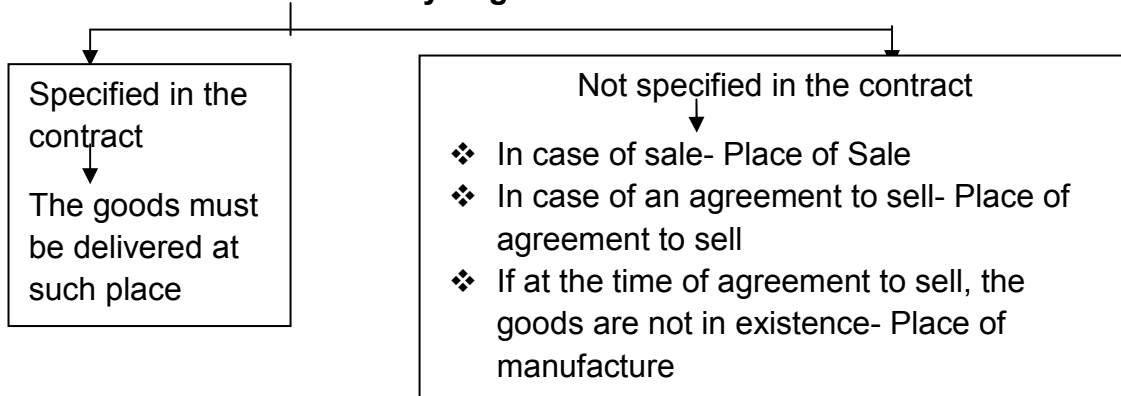 Specified in the
contract
The goods must
be delivered at
such place
Not specified in the contract
❖ In case of sale- Place of Sale
❖ In case of an agreement to sell- Place of
agreement to sell
❖ If at the time of agreement to sell, the
goods are not in existence- Place of
manufacture